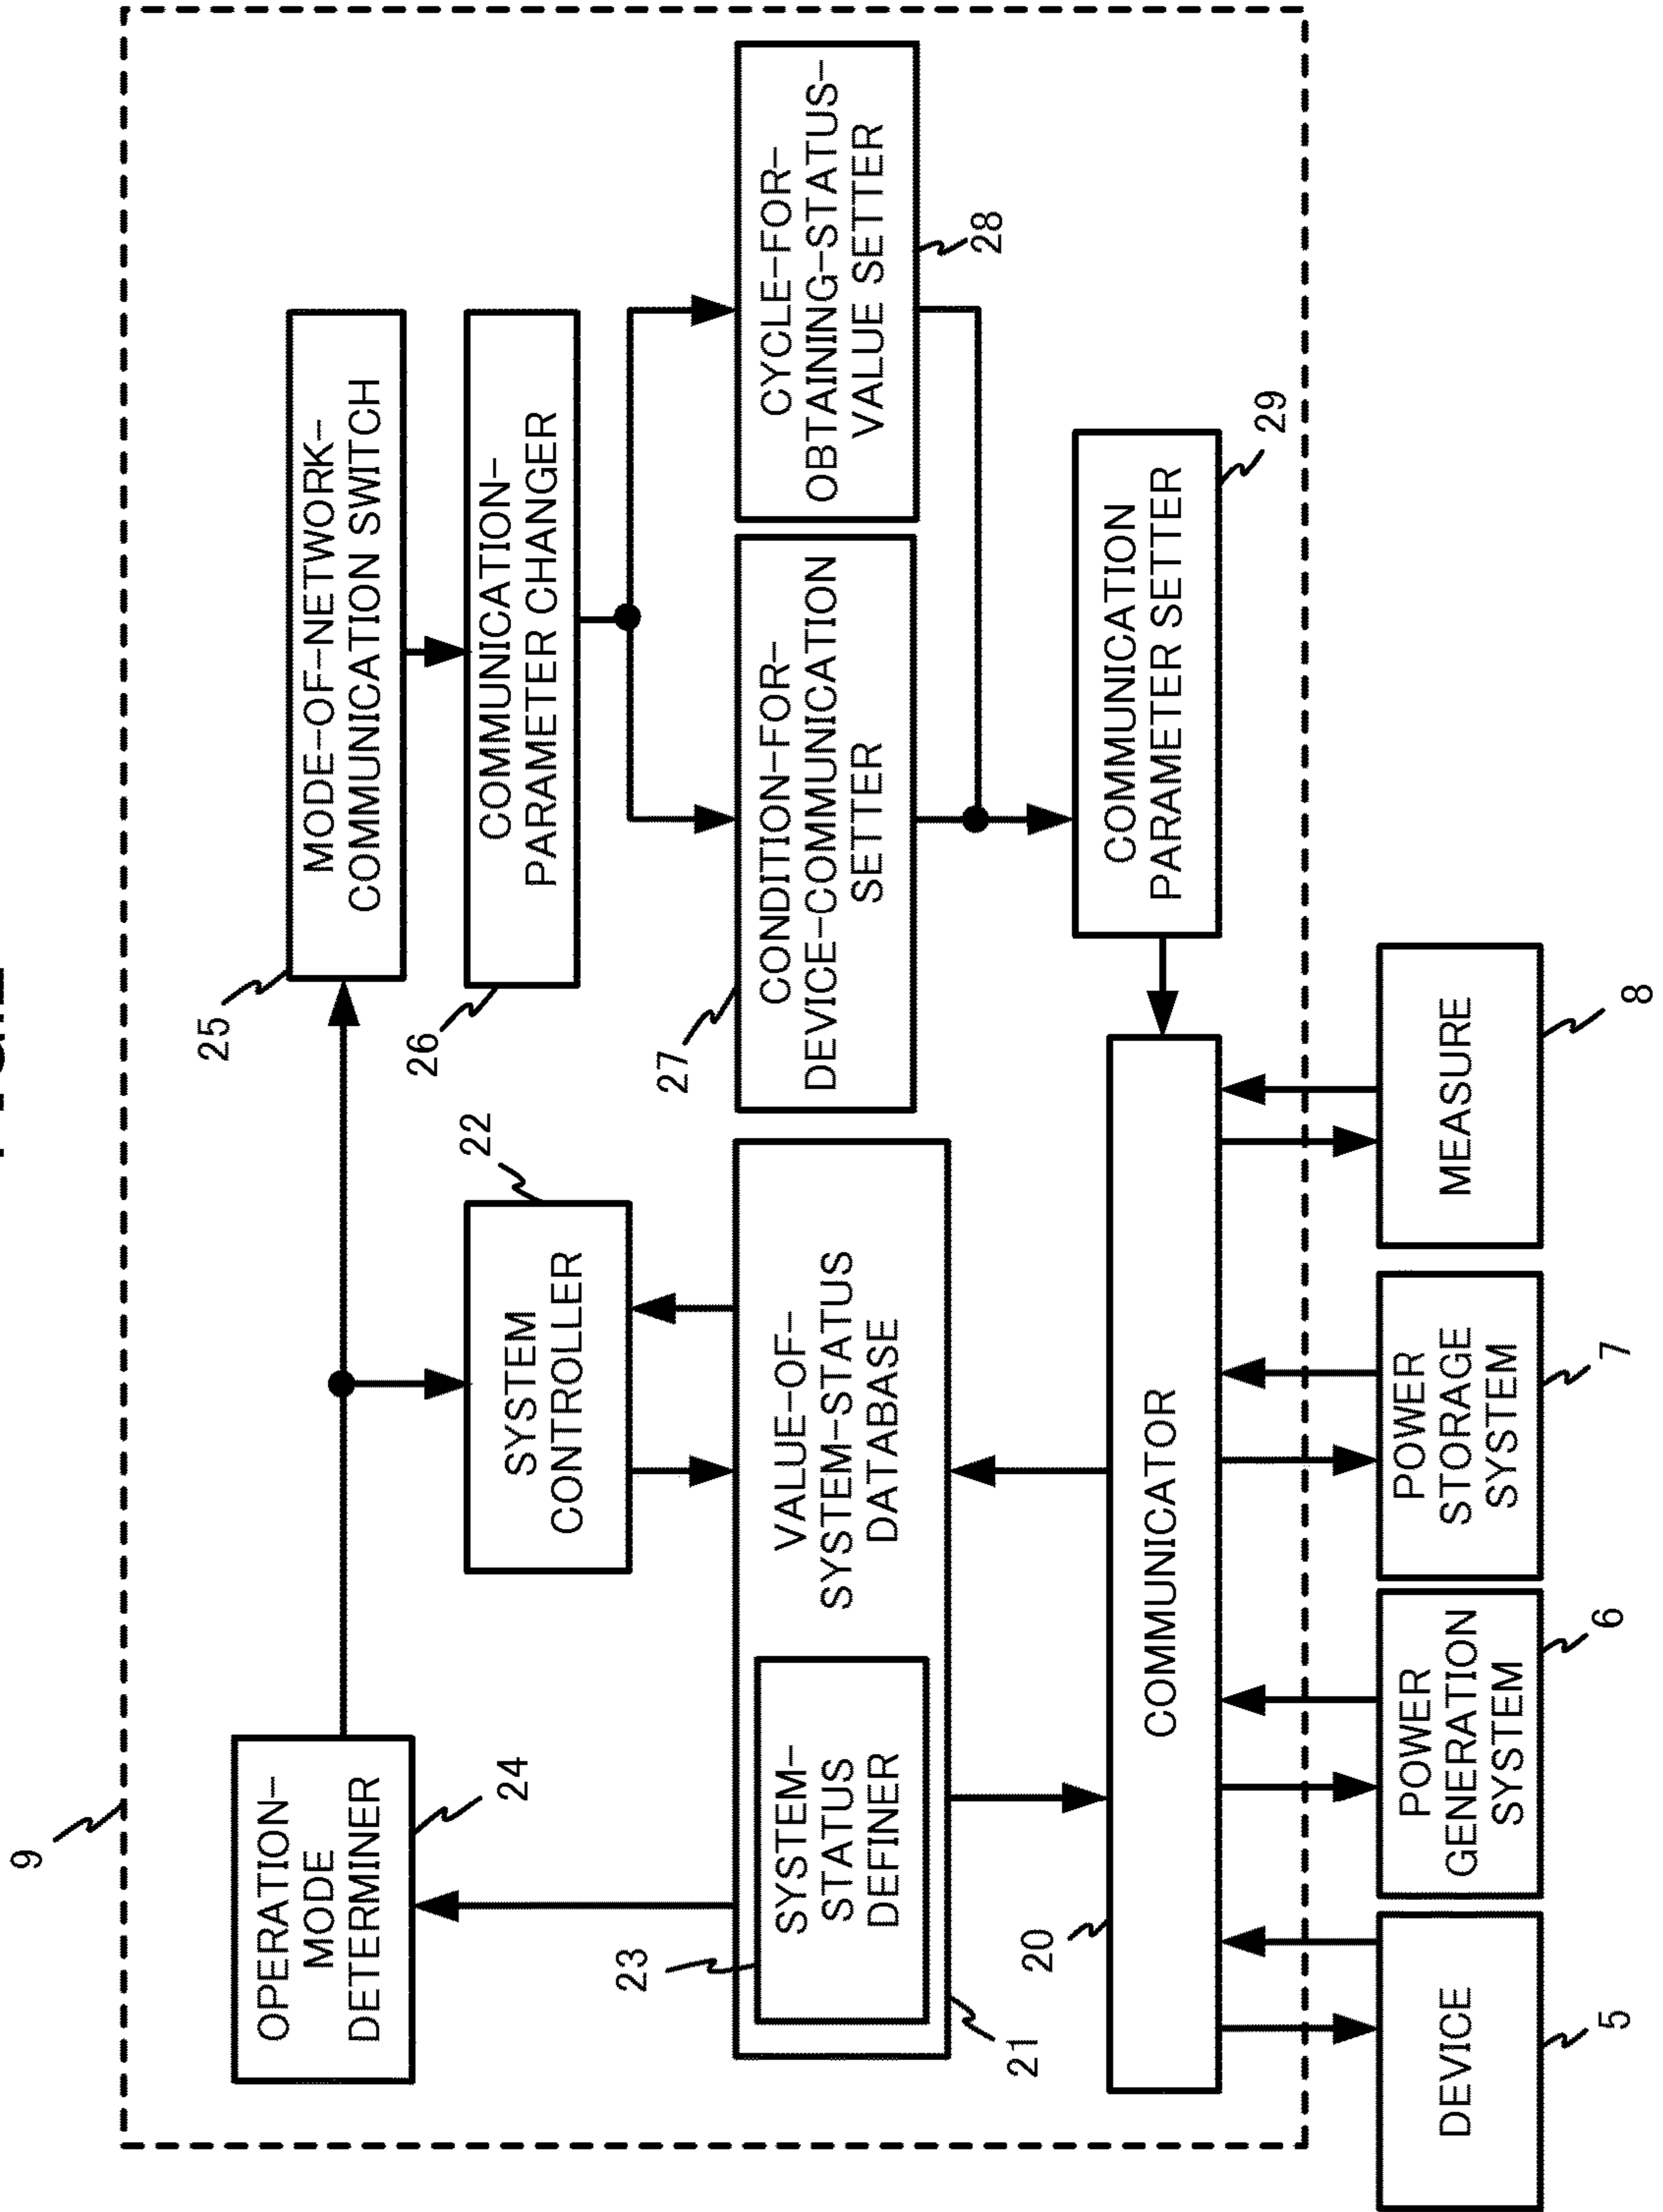 9
OPERATION-
MODE
DETERMINER
24
25
MODE-OF-NETWORK-
COMMUNICATION SWITCH
22
SYSTEM
CONTROLLER
26
COMMUNICATION-
PARAMETER CHANGER
23
SYSTEM-
STATUS
DEFINER
VALUE-OF-
SYSTEM-STATUS
DATABASE
21
27
CONDITION-FOR-
DEVICE-COMMUNICATION
SETTER
CYCLE-FOR-
OBTAINING-STATUS-
VALUE SETTER
28
20
COMMUNICATOR
COMMUNICATION
PARAMETER SETTER
29
DEVICE
5
POWER
GENERATION
SYSTEM
6
POWER
STORAGE
SYSTEM
7
MEASURE
8